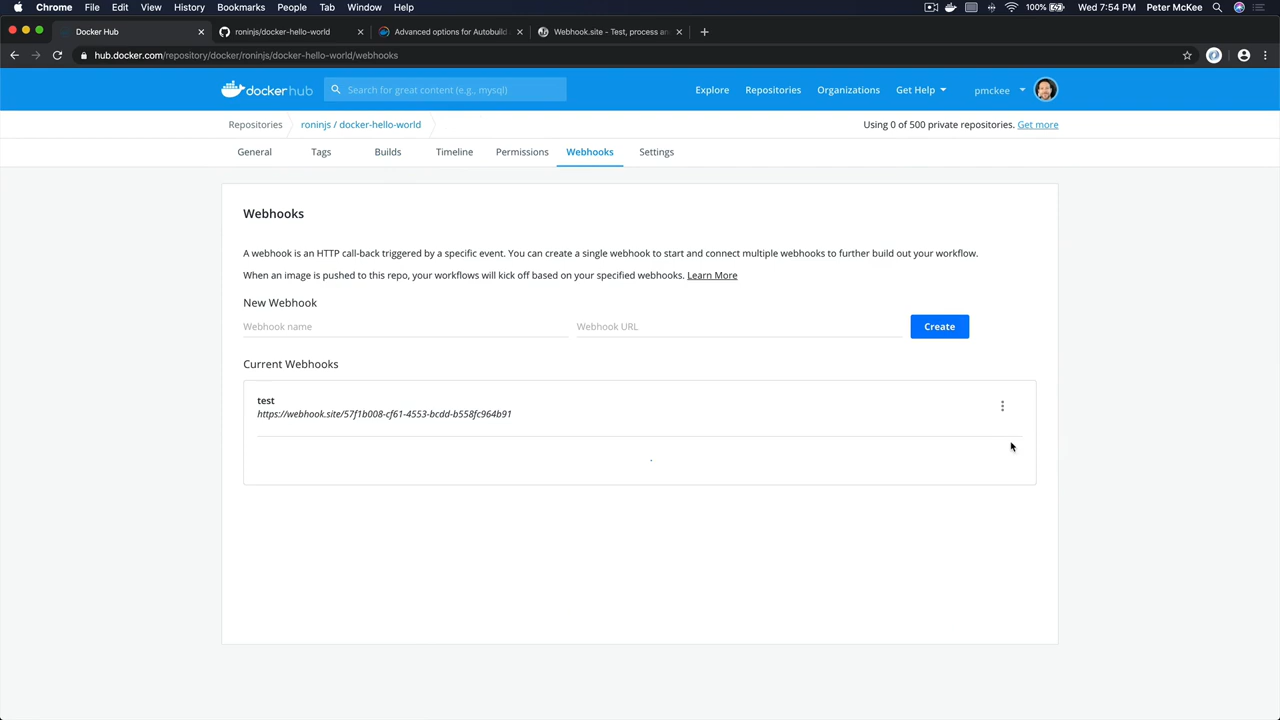 Chrome File Edit View History Bookmarks People Tab Window Help 100% Wed 7:54 PM Peter McKee
Docker Hub roninjs/docker-hello-world Advanced options for Autobuild Webhook.site - Test, process an
hub.docker.com/repository/docker/roninjs/docker-hello-world/webhooks
dockerhub Search for great content (e.g., mysql) Explore Repositories Organizations Get Help pmckee
Repositories roninjs / docker-hello-world Using 0 of 500 private repositories. Get more
General Tags Builds Timeline Permissions Webhooks Settings
Webhooks
A webhook is an HTTP call-back triggered by a specific event. You can create a single webhook to start and connect multiple webhooks to further build out your workflow.
When an image is pushed to this repo, your workflows will kick off based on your specified webhooks. Learn More
New Webhook
Webhook name Webhook URL Create
Current Webhooks
test
https://webhook.site/57f1b008-cf61-4553-bcdd-b558fc964b91